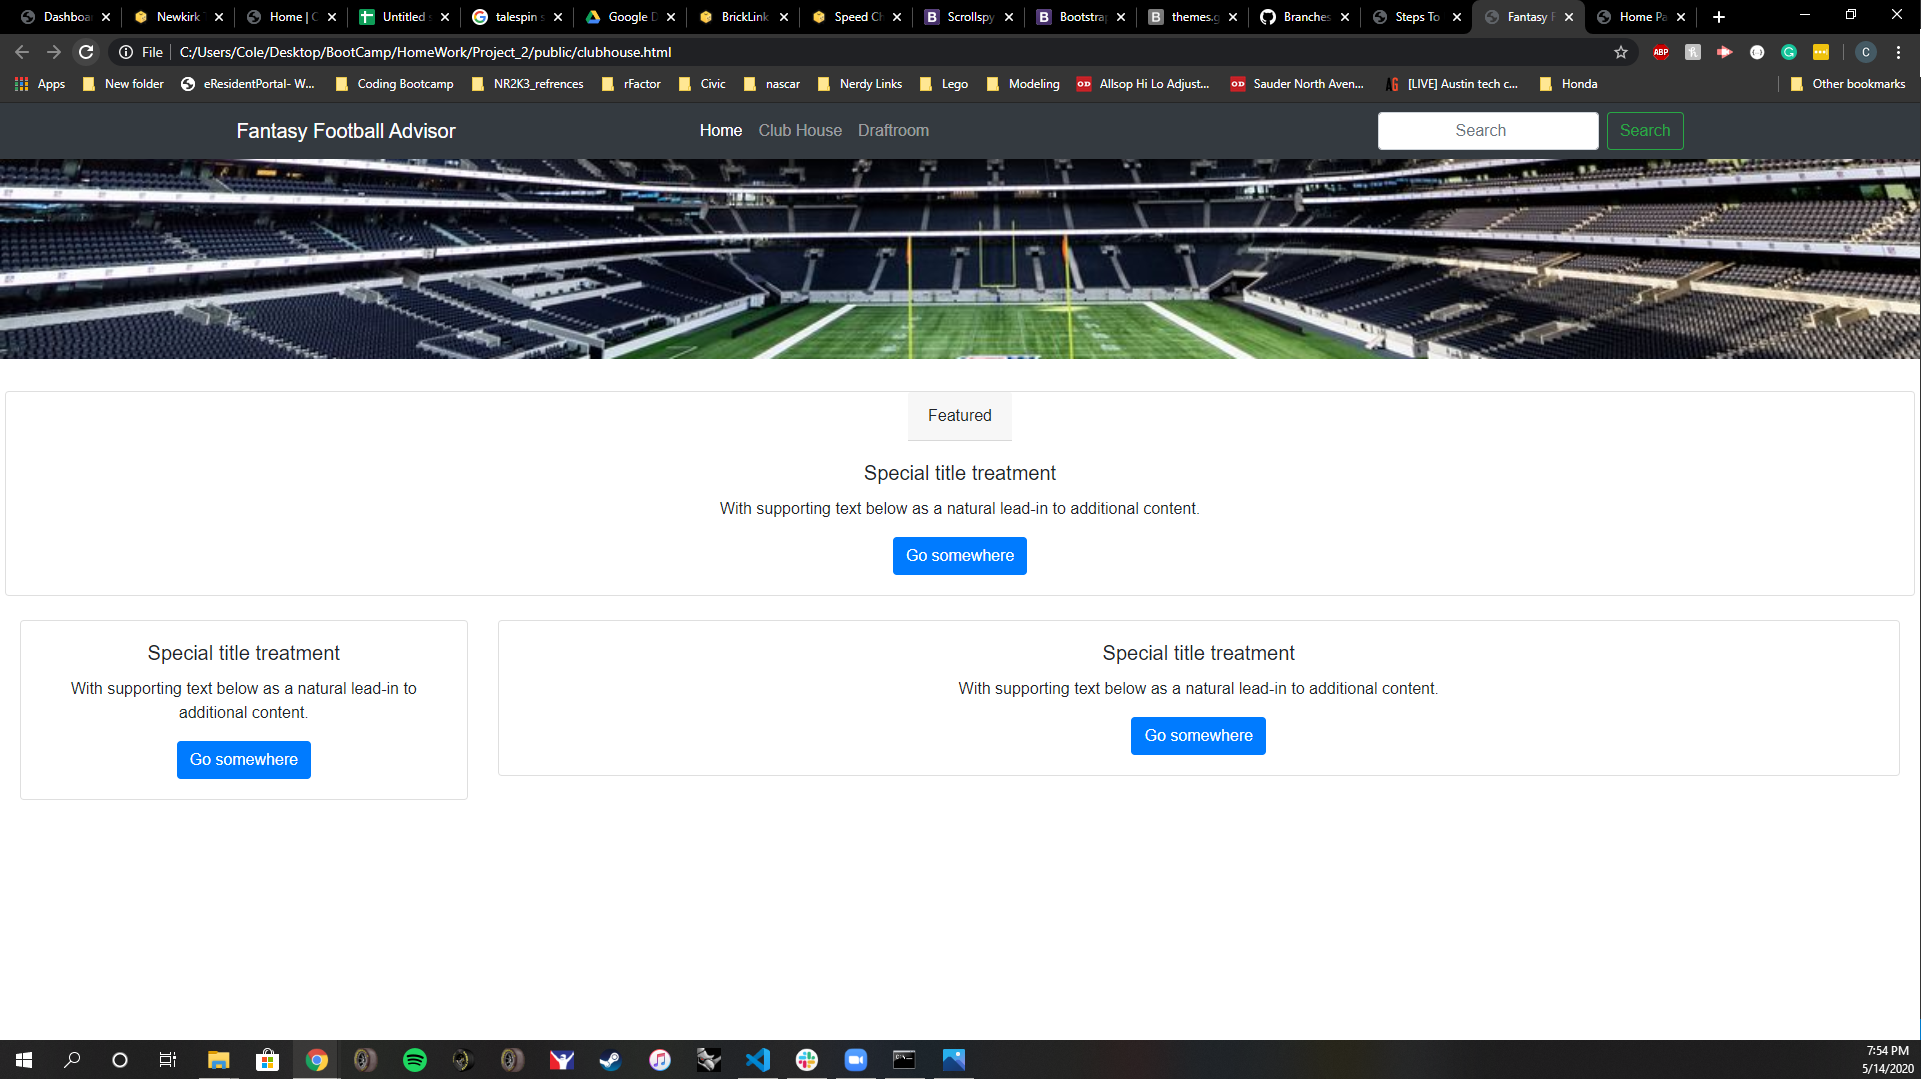 Dashboa Newkirk Home | C Untitled s talespin s Google D BrickLink Speed Ch Scrollspy Bootstrap themes.g Branches Steps To Fantasy F Home Pa
File C:/Users/Cole/Desktop/BootCamp/HomeWork/Project_2/public/clubhouse.html ABP C
Apps New folder eResidentPortal- W... Coding Bootcamp NR2K3_refrences rFactor Civic nascar Nerdy Links Lego Modeling OD Allsop Hi Lo Adjust... OD Sauder North Aven... AG [LIVE] Austin tech c... Honda Other bookmarks
Fantasy Football Advisor Home Club House Draftroom Search Search
Featured
Special title treatment
With supporting text below as a natural lead-in to additional content.
Go somewhere
Special title treatment
With supporting text below as a natural lead-in to
additional content.
Go somewhere
Special title treatment
With supporting text below as a natural lead-in to additional content.
Go somewhere
7:54 PM
5/14/2020